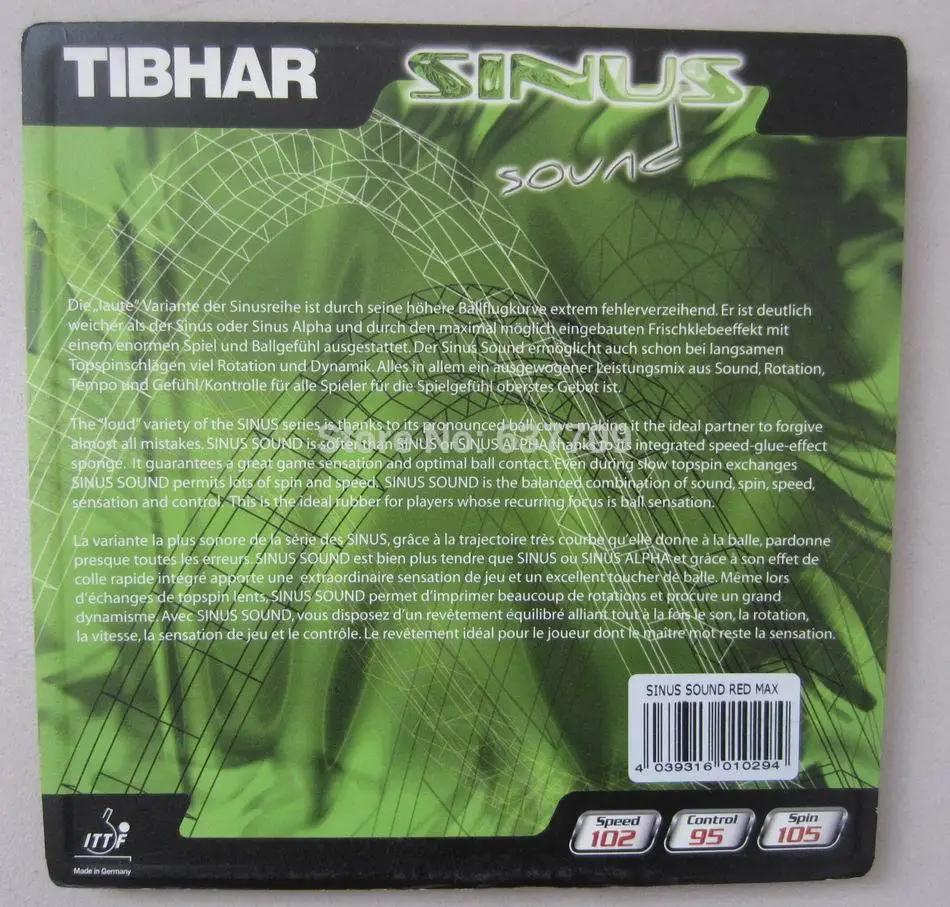 TIBHAR
SINUS
sound
Die „laute" Variante der Sinusreihe ist durch seine höhere Ballflugkurve extrem fehlerverzeihend. Er ist deutlich
weicher als der Sinus oder Sinus Alpha und durch den maximal möglich eingebauten Frischklebeeffekt mit
einem enormen Spiel und Ballgefühl ausgestattet. Der Sinus Sound ermöglicht auch schon bei langsamen
Topspinschlägen viel Rotation und Dynamik. Alles in allem ein ausgewogener Leistungsmix aus Sound, Rotation,
Tempo und Gefühl/Kontrolle für alle Spieler für die Spielgefühl oberstes Gebot ist.
The "loud" variety of the SINUS series is thanks to its pronounced ball curve making it the ideal partner to forgive
almost all mistakes. SINUS SOUND is softer than SINUS or SINUS ALPHA thanks to its integrated speed-glue-effect
sponge. It guarantees a great game sensation and optimal ball contact. Even during slow topspin exchanges
SINUS SOUND permits lots of spin and speed. SINUS SOUND is the balanced combination of sound, spin, speed,
sensation and control. This is the ideal rubber for players whose recurring focus is ball sensation.
La variante la plus sonore de la série des SINUS, grâce à la trajectoire très courbe qu'elle donne à la balle, pardonne
presque toutes les erreurs. SINUS SOUND est bien plus tendre que SINUS ou SINUS ALPHA et grâce à son effet de
colle rapide intégré apporte une extraordinaire sensation de jeu et un excellent toucher de balle. Même lors
d'échanges de topspin lents, SINUS SOUND permet d'imprimer beaucoup de rotations et procure un grand
dynamisme. Avec SINUS SOUND, vous disposez d'un revêtement équilibré alliant tout à la fois le son, la rotation,
la vitesse, la sensation de jeu et le contrôle. Le revêtement idéal pour le joueur dont le maître mot reste la sensation.
SINUS SOUND RED MAX
4 039316 010294
ITTF
Made in Germany
Speed
102
Control
95
Spin
105